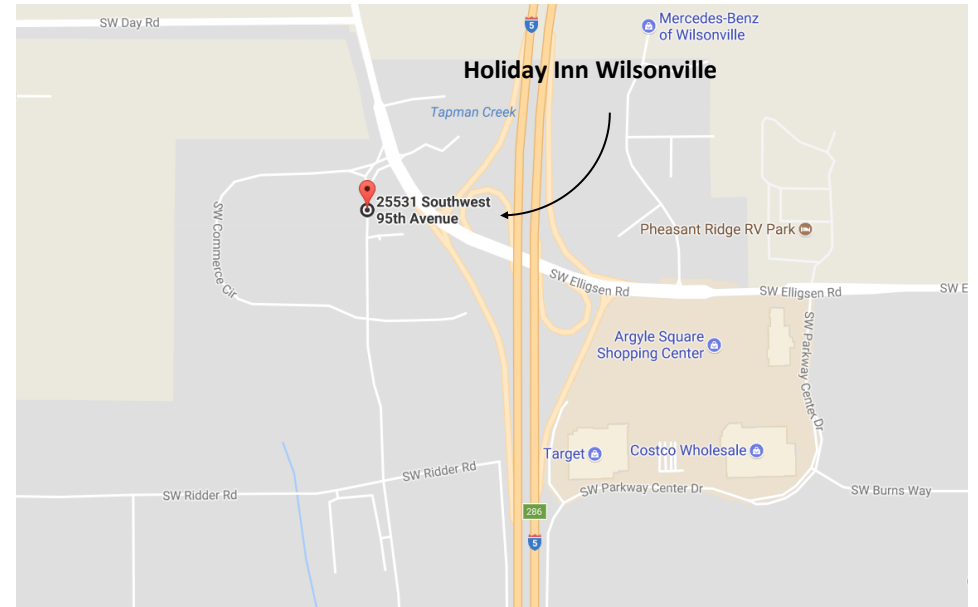 SW Day Rd
5
Mercedes-Benz
of Wilsonville
Holiday Inn Wilsonville
Tapman Creek
25531 Southwest
95th Avenue
SW Commerce Cir
Pheasant Ridge RV Park
SW Elligsen Rd
SW Elligsen Rd
SW E
Argyle Square
Shopping Center
SW Parkway Center Dr
Target
Costco Wholesale
SW Ridder Rd
SW Ridder Rd
SW Parkway Center Dr
SW Burns Way
286
5